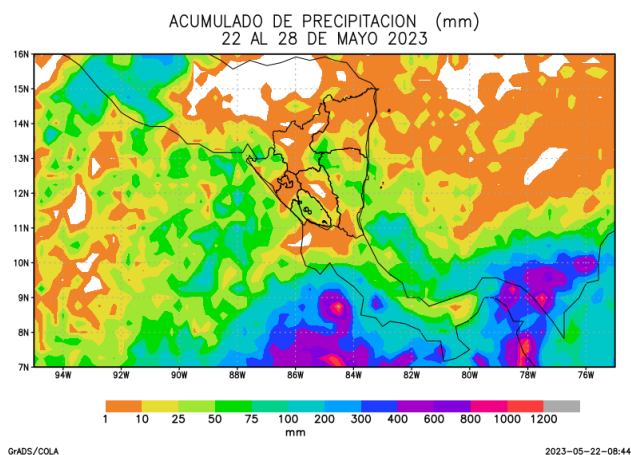 ACUMULADO DE PRECIPITACION (mm)
22 AL 28 DE MAYO 2023
16N
15N
14N
13N
12N
11N
10N
9N
8N
7N
94W 92W 90W 88W 86W 84W 82W 80W 78W 76W
1 10 25 50 75 100 200 300 400 600 800 1000 1200
mm
GrADS/COLA 2023-05-22-08:44